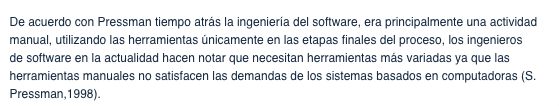 De acuerdo con Pressman tiempo atrás la ingeniería del software, era principalmente una actividad
manual, utilizando las herramientas únicamente en las etapas finales del proceso, los ingenieros
de software en la actualidad hacen notar que necesitan herramientas más variadas ya que las
herramientas manuales no satisfacen las demandas de los sistemas basados en computadoras (S.
Pressman,1998).